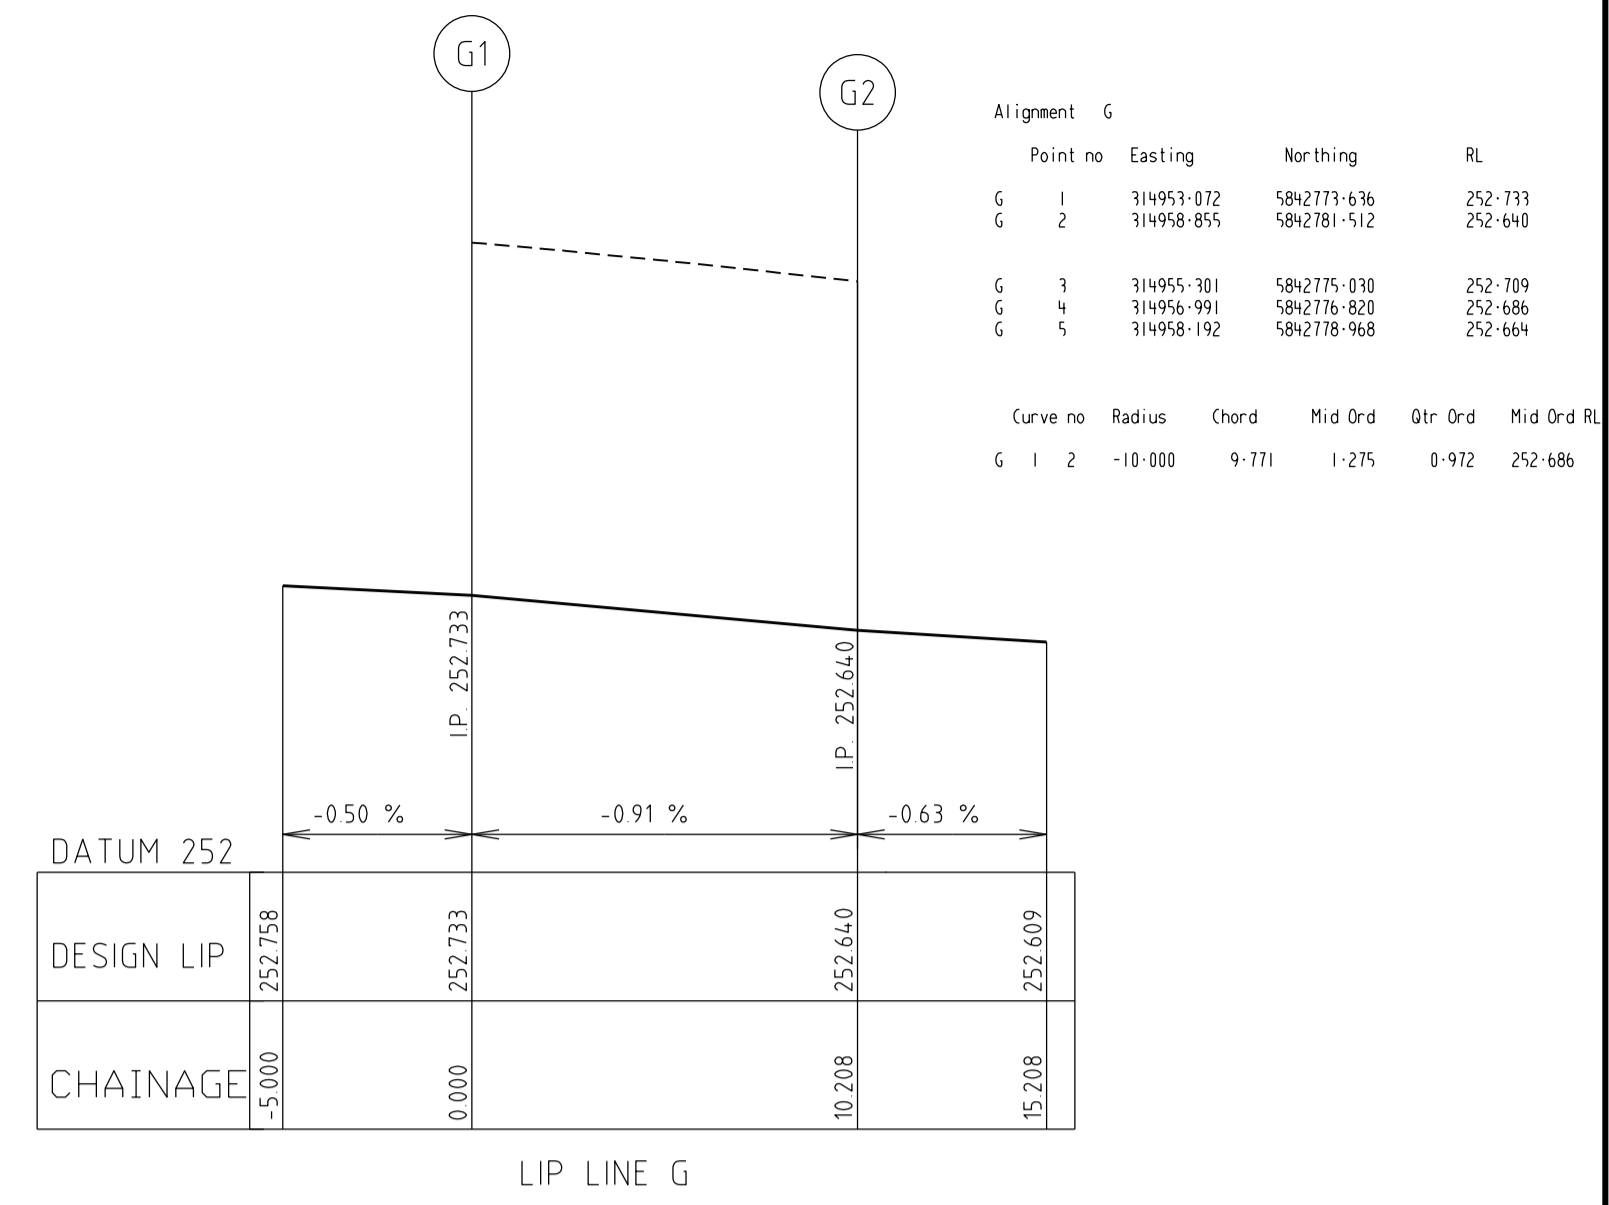 G1
G2
Alignment G
Point no Easting Northing RL
G 1 314953·072 5842773·636 252·733
G 2 314958·855 5842781·512 252·640
G 3 314955·301 5842775·030 252·709
G 4 314956·991 5842776·820 252·686
G 5 314958·192 5842778·968 252·664
Curve no Radius Chord Mid Ord Qtr Ord Mid Ord RL
G 1 2 -10·000 9·771 1·275 0·972 252·686
I.P. 252.733
I.P. 252.640
-0.50 % -0.91 % -0.63 %
DATUM 252
DESIGN LIP 252.758 252.733 252.640 252.609
CHAINAGE -5.000 0.000 10.208 15.208
LIP LINE G